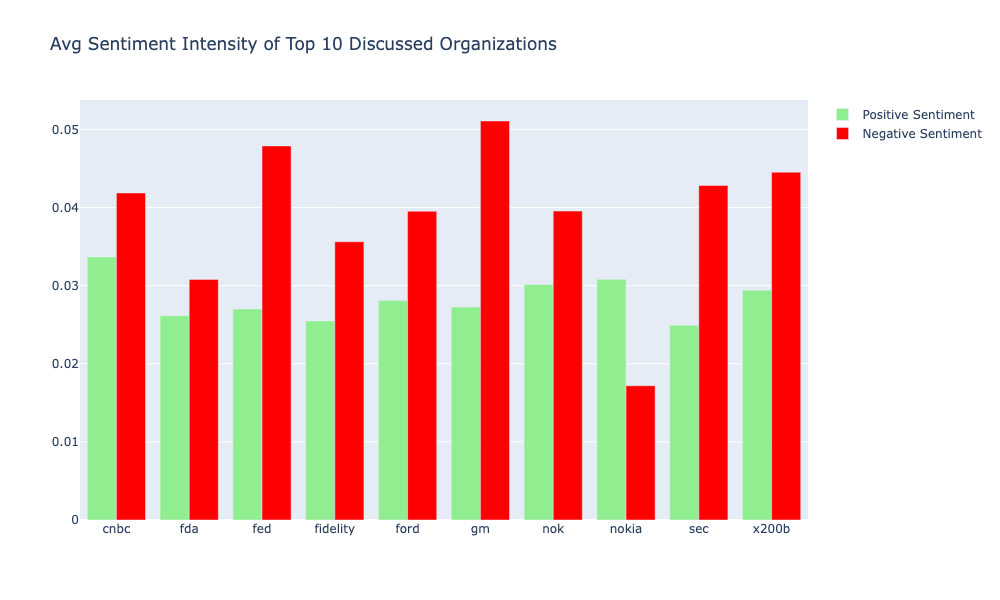 Avg Sentiment Intensity of Top 10 Discussed Organizations
Positive Sentiment
Negative Sentiment
0.05
0.04
0.03
0.02
0.01
0
cnbc fda fed fidelity ford gm nok nokia sec x200b